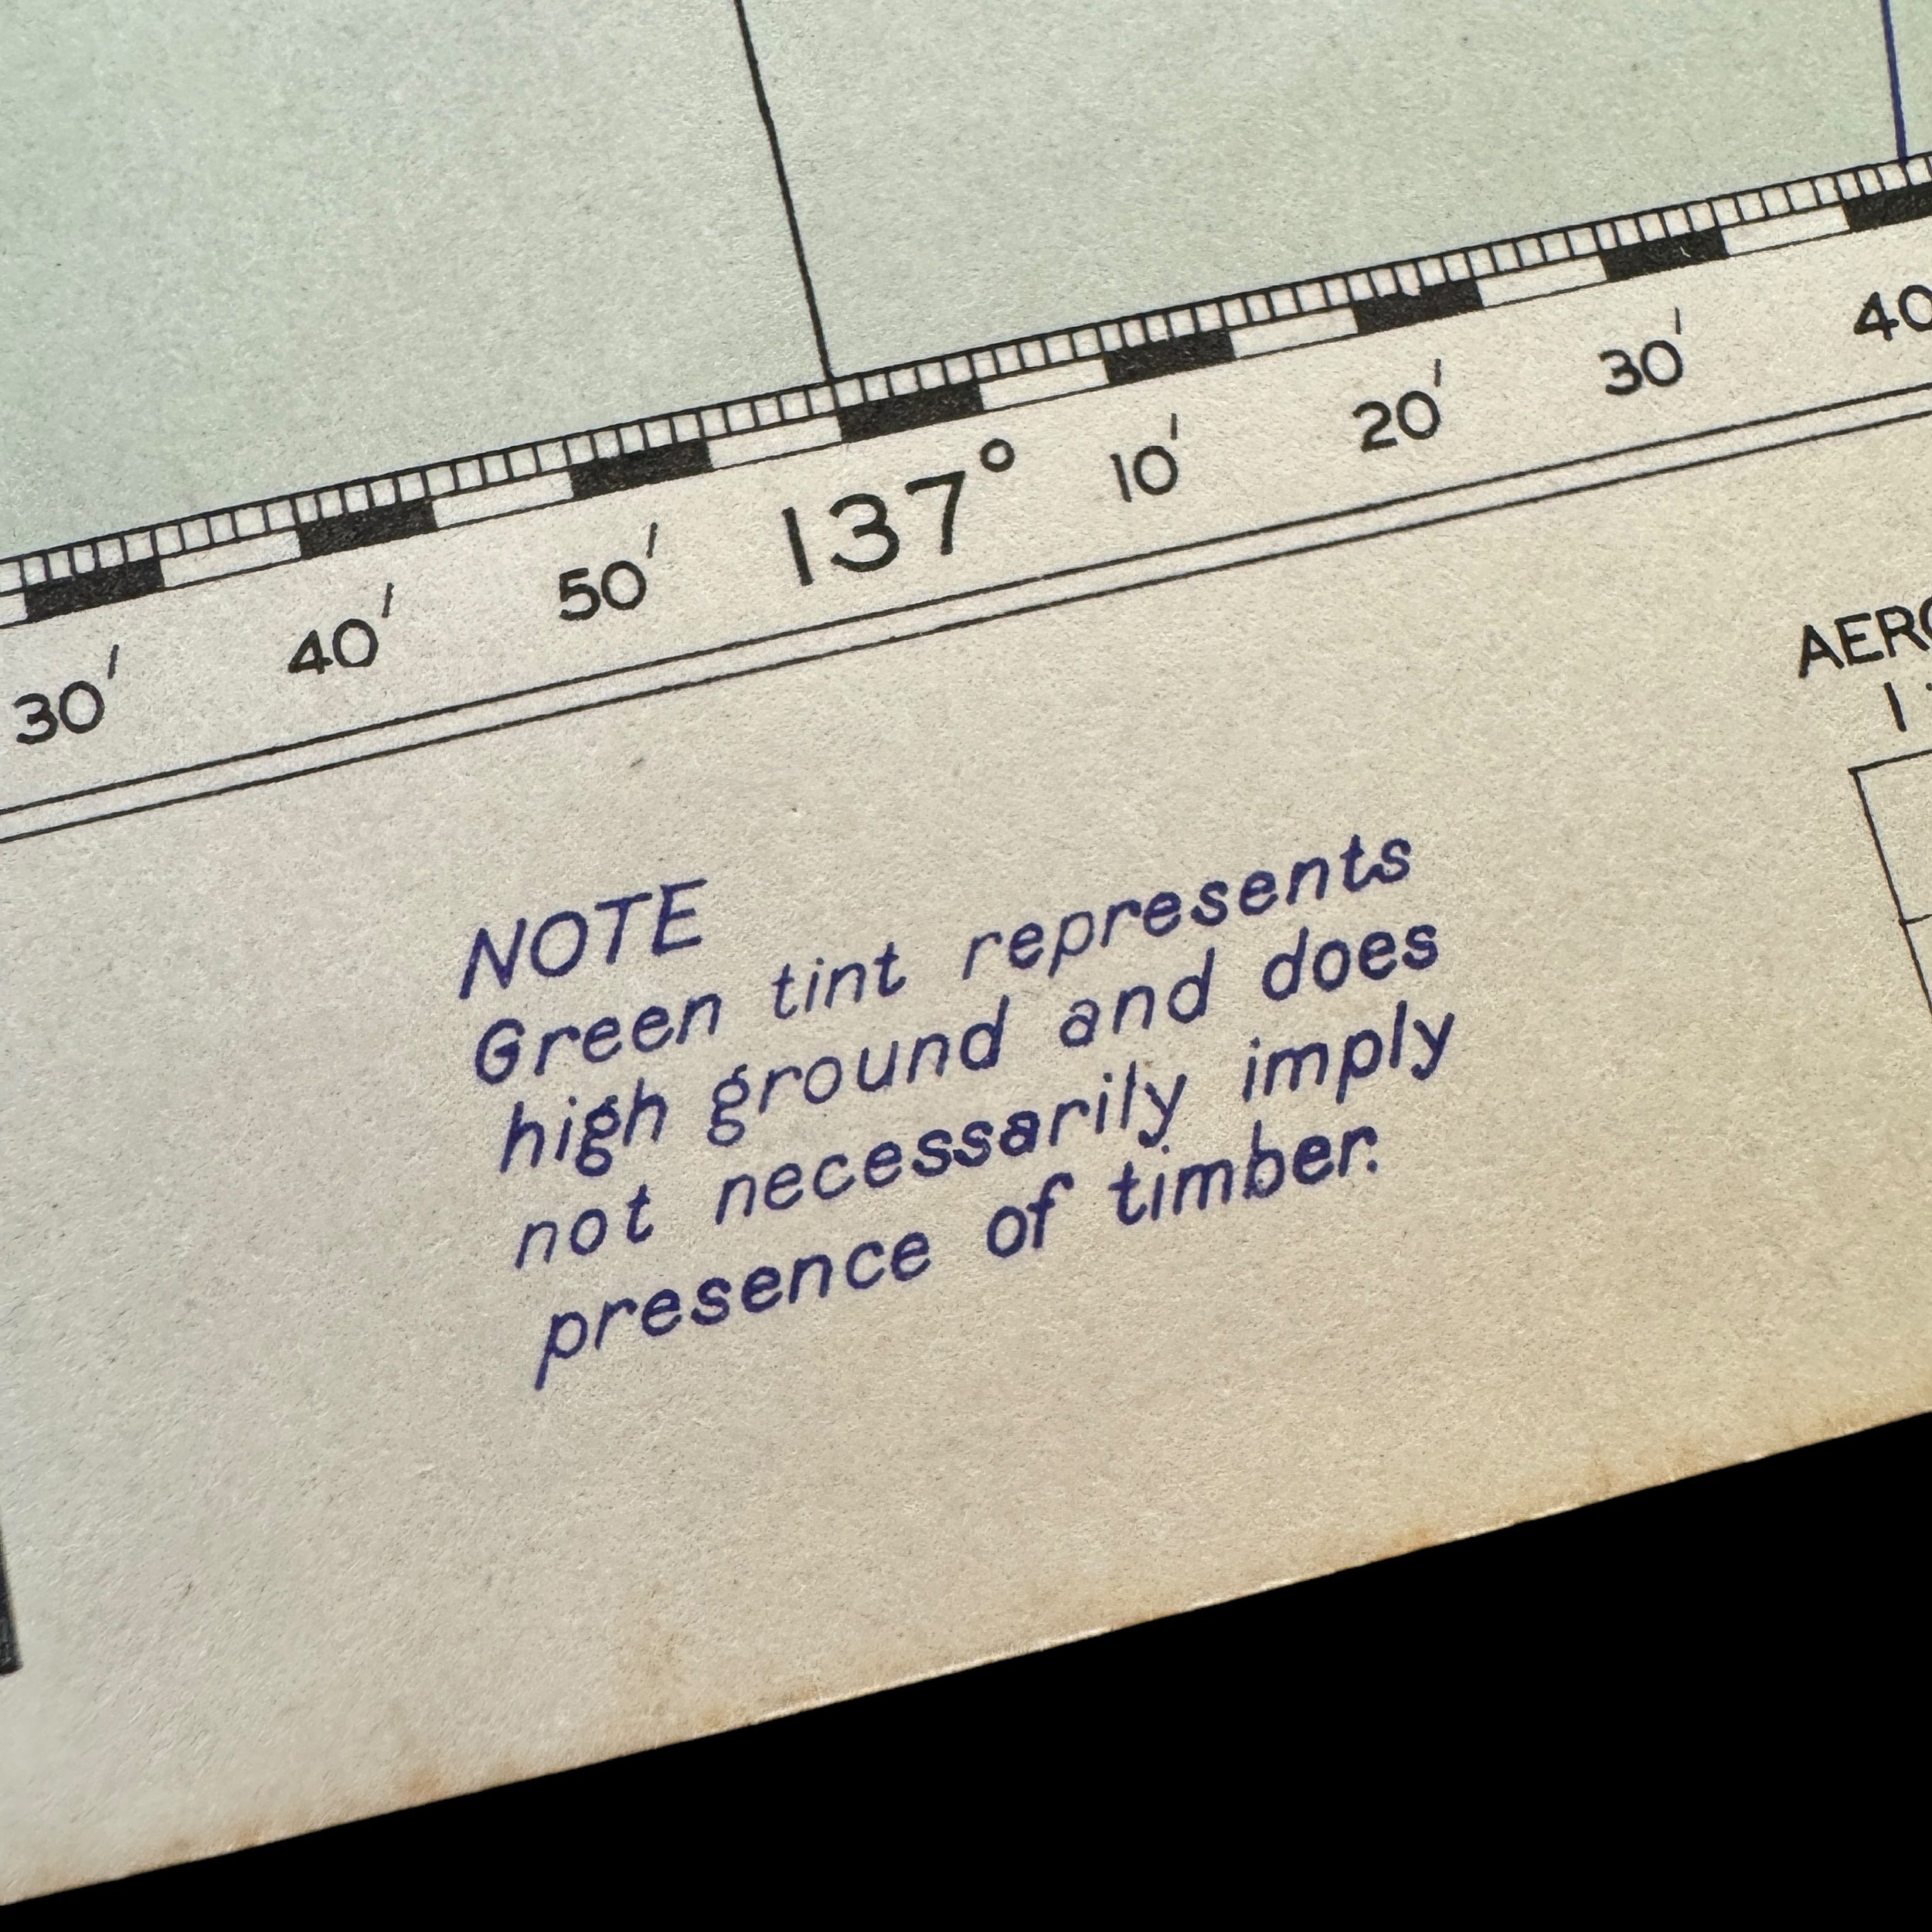 30′ 40′ 50′ 137° 10′ 20′ 30′ 40
NOTE
Green tint represents
high ground and does
not necessarily imply
presence of timber.